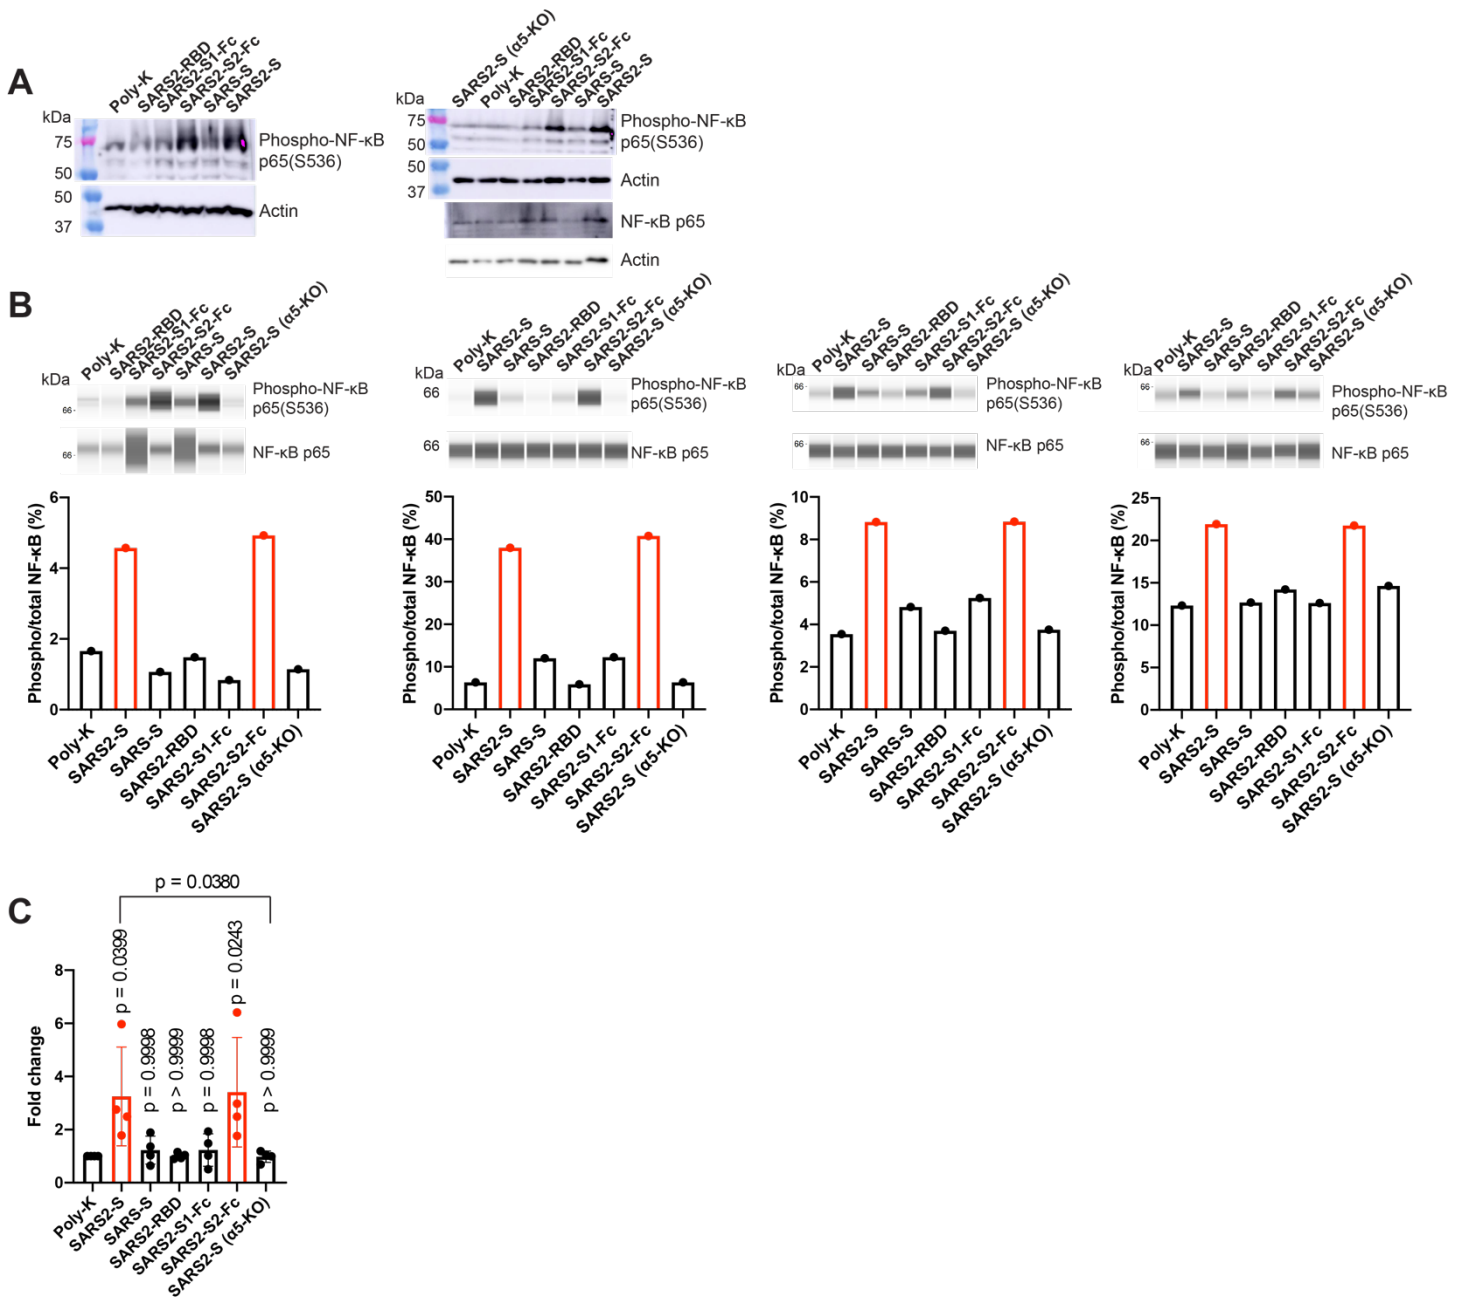 A
Poly-K
SARS2-RBD
SARS2-S1-Fc
SARS2-S2-Fc
SARS-S
SARS2-S
kDa
75
50
50
37
Phospho-NF-κB
p65(S536)
Actin
SARS2-S (α5-KO)
Poly-K
SARS2-RBD
SARS2-S1-Fc
SARS2-S2-Fc
SARS-S
SARS2-S
kDa
75
50
50
37
Phospho-NF-κB
p65(S536)
Actin
NF-κB p65
Actin
B
Poly-K
SARS2-RBD
SARS2-S1-Fc
SARS2-S2-Fc
SARS-S
SARS2-S
SARS2-S (α5-KO)
kDa
66
Phospho-NF-κB
p65(S536)
NF-κB p65
66
Phospho/total NF-κB (%)
6
4
2
0
Poly-K
SARS2-S
SARS-S
SARS2-RBD
SARS2-S1-Fc
SARS2-S2-Fc
SARS2-S (α5-KO)
Poly-K
SARS2-S
SARS-S
SARS2-RBD
SARS2-S1-Fc
SARS2-S2-Fc
SARS2-S (α5-KO)
kDa
66
Phospho-NF-κB
p65(S536)
66
NF-κB p65
Phospho/total NF-κB (%)
50
40
30
20
10
0
Poly-K
SARS2-S
SARS-S
SARS2-RBD
SARS2-S1-Fc
SARS2-S2-Fc
SARS2-S (α5-KO)
Poly-K
SARS2-S
SARS-S
SARS2-RBD
SARS2-S1-Fc
SARS2-S2-Fc
SARS2-S (α5-KO)
kDa
66
Phospho-NF-κB
p65(S536)
66
NF-κB p65
Phospho/total NF-κB (%)
10
8
6
4
2
0
Poly-K
SARS2-S
SARS-S
SARS2-RBD
SARS2-S1-Fc
SARS2-S2-Fc
SARS2-S (α5-KO)
Poly-K
SARS2-S
SARS-S
SARS2-RBD
SARS2-S1-Fc
SARS2-S2-Fc
SARS2-S (α5-KO)
kDa
66
Phospho-NF-κB
p65(S536)
66
NF-κB p65
Phospho/total NF-κB (%)
25
20
15
10
5
0
Poly-K
SARS2-S
SARS-S
SARS2-RBD
SARS2-S1-Fc
SARS2-S2-Fc
SARS2-S (α5-KO)
C
p = 0.0380
p = 0.0399
p = 0.9998
p > 0.9999
p = 0.9998
p = 0.0243
p > 0.9999
Fold change
8
6
4
2
0
Poly-K
SARS2-S
SARS-S
SARS2-RBD
SARS2-S1-Fc
SARS2-S2-Fc
SARS2-S (α5-KO)